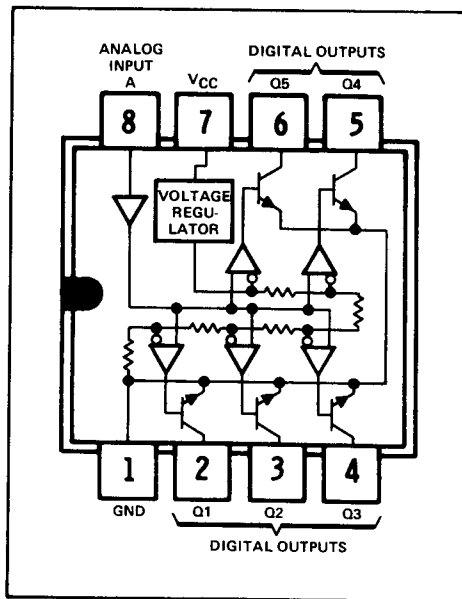 ANALOG
INPUT
A
VCC
DIGITAL OUTPUTS
Q5
Q4
8
7
6
5
VOLTAGE
REGU-
LATOR
1
2
3
4
GND
Q1
Q2
Q3
DIGITAL OUTPUTS